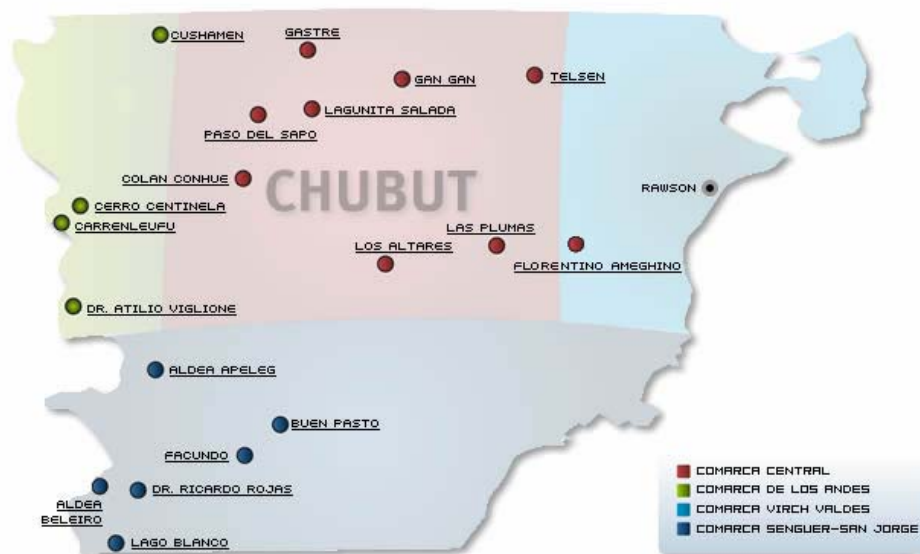 CUSHAMEN
GASTRE
GAN GAN
TELSEN
LAGUNITA SALADA
PASO DEL SAPO
COLAN CONHUE
CHUBUT
RAWSON
CERRO CENTINELA
CARRENLEUFU
LAS PLUMAS
LOS ALTARES
FLORENTINO AMEGHINO
DR. ATILIO VIGLIONE
ALDEA APELEG
BUEN PASTO
FACUNDO
DR. RICARDO ROJAS
ALDEA
BELEIRO
LAGO BLANCO
COMARCA CENTRAL
COMARCA DE LOS ANDES
COMARCA VIRCH VALDES
COMARCA SENGUER-SAN JORGE